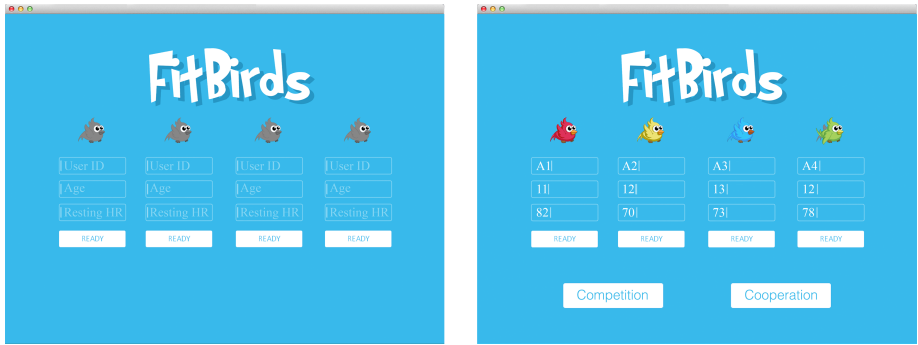 FitBirds
User ID User ID User ID User ID
Age Age Age Age
Resting HR Resting HR Resting HR Resting HR
READY READY READY READY
FitBirds
A1 A2 A3 A4
11 12 13 12
82 70 73 78
READY READY READY READY
Competition Cooperation